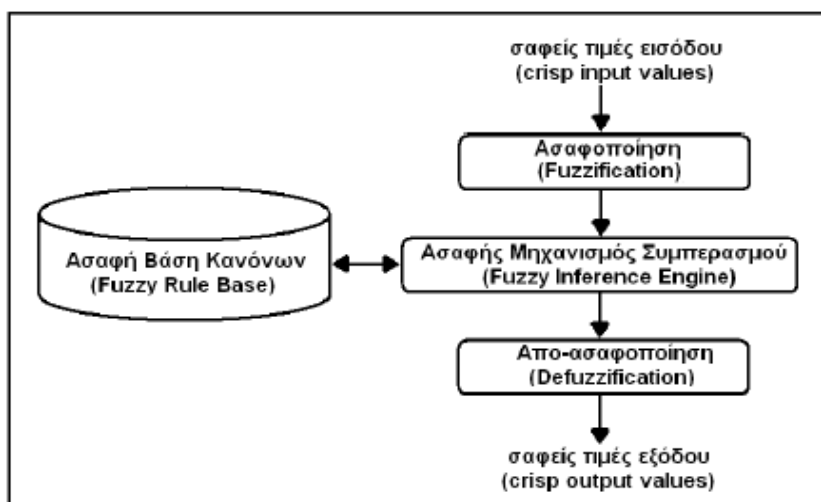 σαφείς τιμές εισόδου
(crisp input values)
Ασαφοποίηση
(Fuzzification)
Ασαφή Βάση Κανόνων
(Fuzzy Rule Base)
Ασαφής Μηχανισμός Συμπερασμού
(Fuzzy Inference Engine)
Απο-ασαφοποίηση
(Defuzzification)
σαφείς τιμές εξόδου
(crisp output values)